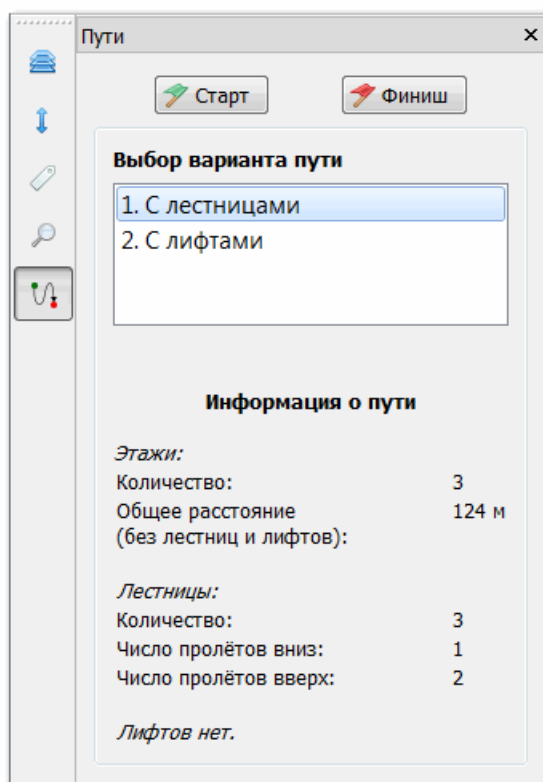 Пути
Старт
Финиш
Выбор варианта пути
1. С лестницами
2. С лифтами
Информация о пути
Этажи:
Количество: 3
Общее расстояние 124 м
(без лестниц и лифтов):
Лестницы:
Количество: 3
Число пролётов вниз: 1
Число пролётов вверх: 2
Лифтов нет.